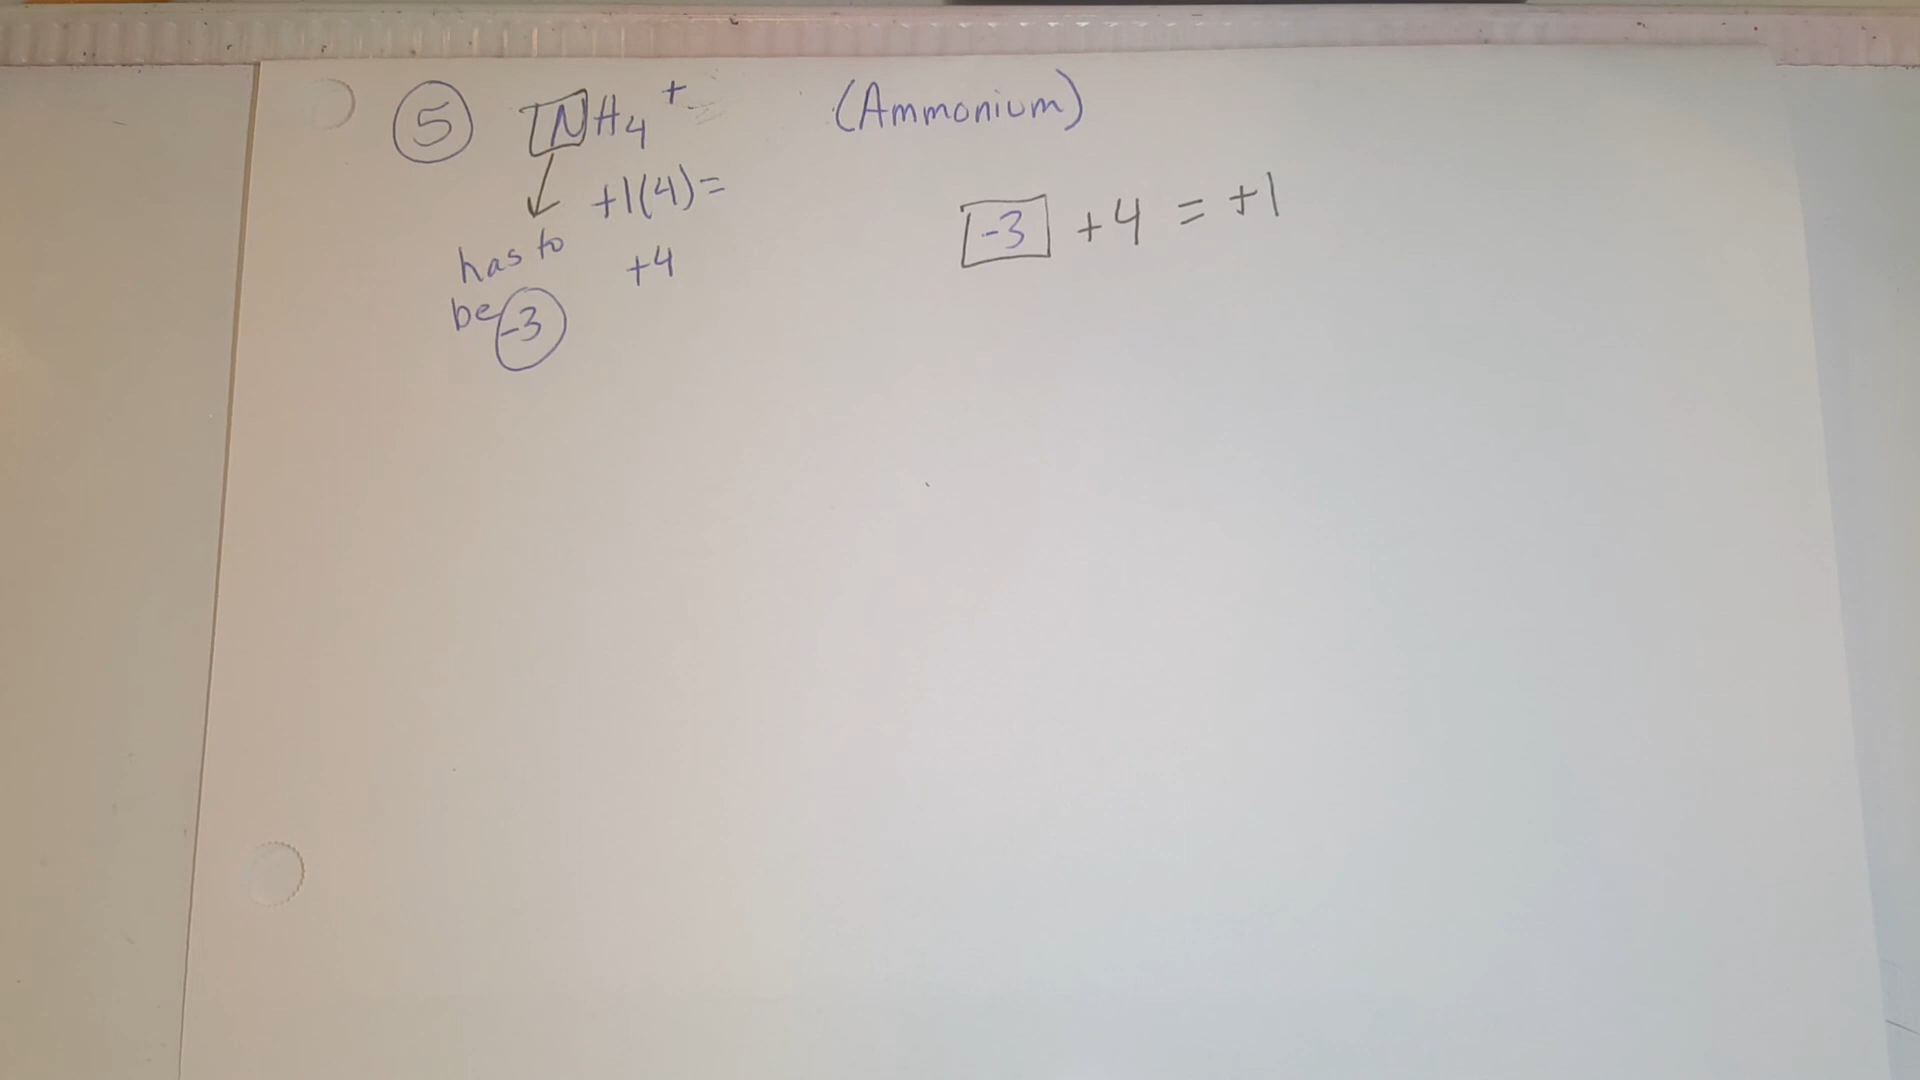 5 NH4+ (Ammonium)
+1(4)=
-3 +4 = +1
has to
+4
be -3